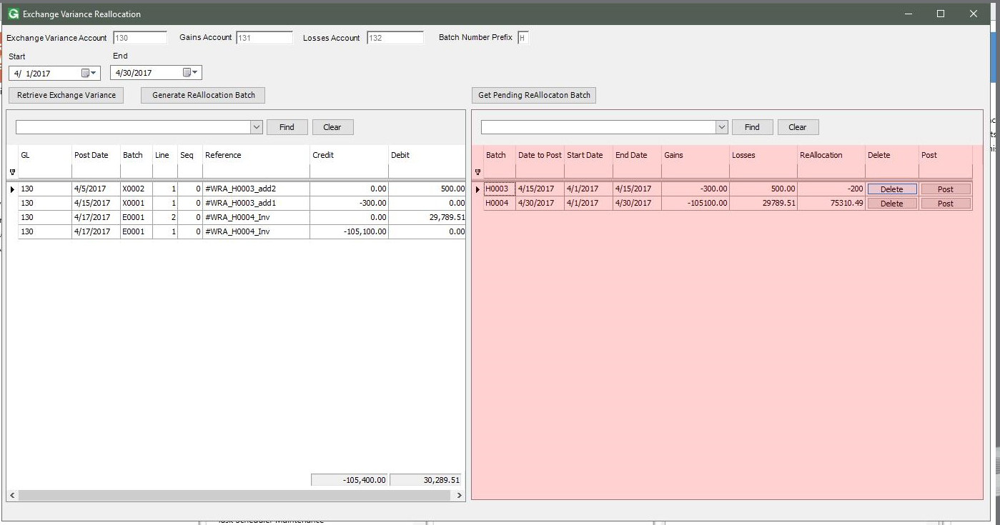 Exchange Variance Reallocation
Exchange Variance Account 130 Gains Account 131 Losses Account 132 Batch Number Prefix H
Start End
4/ 1/2017 4/30/2017
Retrieve Exchange Variance Generate ReAllocation Batch Get Pending ReAllocaton Batch
Find Clear Find Clear
GL Post Date Batch Line Seq Reference Credit Debit
130 4/5/2017 X0002 1 0 #WRA_H0003_add2 0.00 500.00
130 4/15/2017 X0001 1 0 #WRA_H0003_add1 -300.00 0.00
130 4/17/2017 E0001 2 0 #WRA_H0004_Inv 0.00 29,789.51
130 4/17/2017 E0001 1 0 #WRA_H0004_Inv -105,100.00 0.00
-105,400.00 30,289.51
Batch Date to Post Start Date End Date Gains Losses ReAllocation Delete Post
H0003 4/15/2017 4/1/2017 4/15/2017 -300.00 500.00 -200 Delete Post
H0004 4/30/2017 4/1/2017 4/30/2017 -105100.00 29789.51 75310.49 Delete Post
Task Scheduler Maintenance